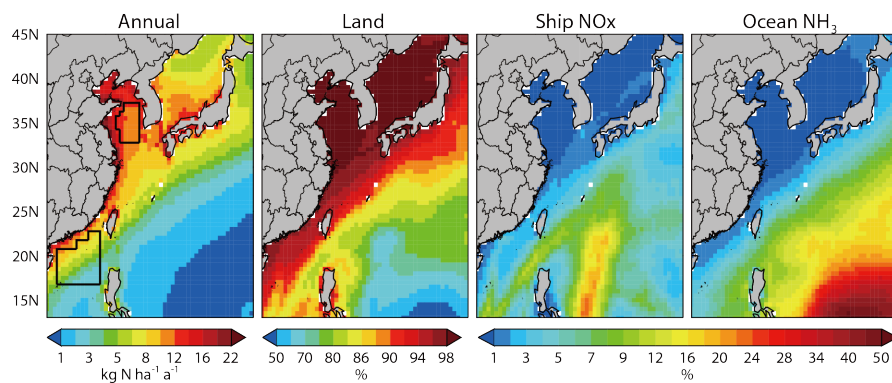 Annual Land Ship NOx Ocean NH₃
45N
40N
35N
30N
25N
20N
15N
1 3 5 8 12 16 22
50 70 80 86 90 94 98
1 3 5 7 9 12 16 20 24 28 34 40 50
kg N ha⁻¹ a⁻¹ % %